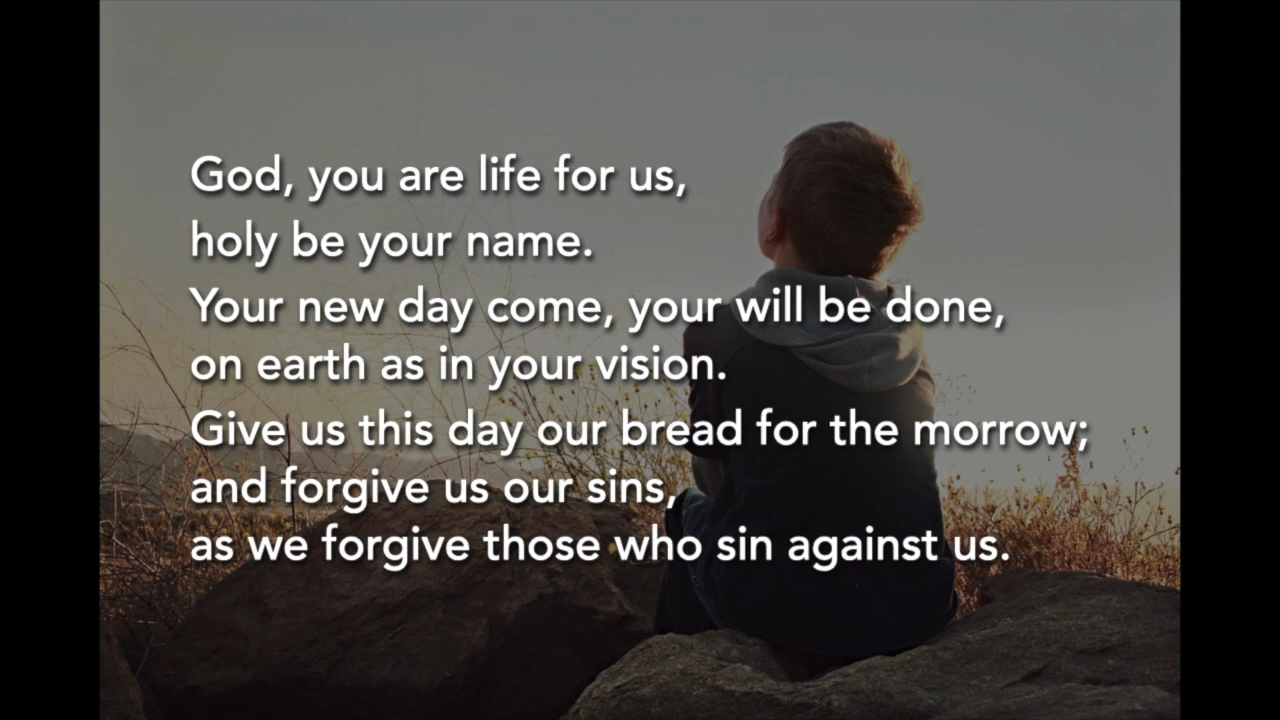 God, you are life for us,
holy be your name.
Your new day come, your will be done,
on earth as in your vision.
Give us this day our bread for the morrow;
and forgive us our sins,
as we forgive those who sin against us.